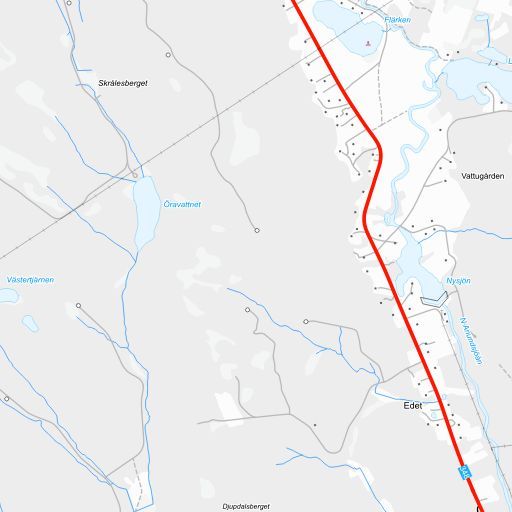 Flärken
Skrålesberget
Vattugården
Öravattnet
Västertjärnen
Nysjön
N Anundsjöån
Edet
Djupdalsberget